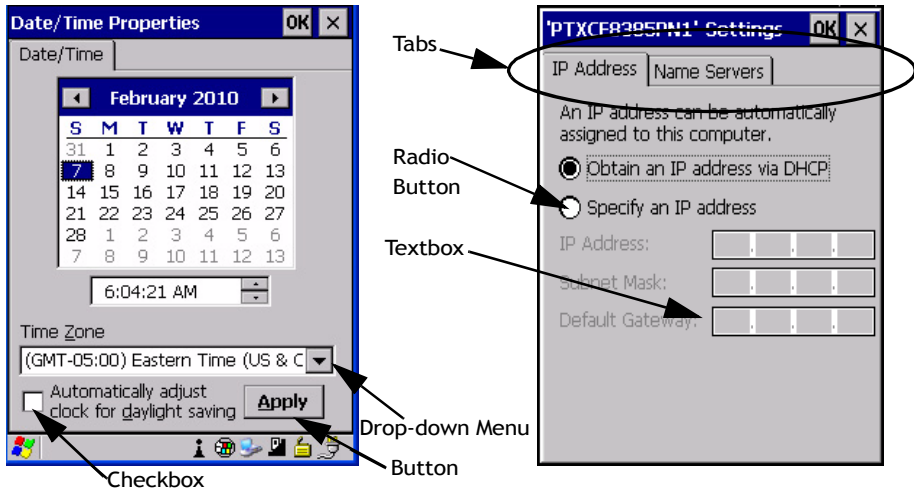 Date/Time Properties OK ×
Date/Time
February 2010
S M T W T F S
31 1 2 3 4 5 6
7 8 9 10 11 12 13
14 15 16 17 18 19 20
21 22 23 24 25 26 27
28 1 2 3 4 5 6
7 8 9 10 11 12 13
6:04:21 AM
Time Zone
(GMT-05:00) Eastern Time (US & C
Automatically adjust
clock for daylight saving
Apply
Checkbox
Button
Drop-down Menu
Tabs
Radio
Button
Textbox
'PTXCF8385PN1' Settings OK ×
IP Address Name Servers
An IP address can be automatically
assigned to this computer.
Obtain an IP address via DHCP
Specify an IP address
IP Address:
Subnet Mask:
Default Gateway: